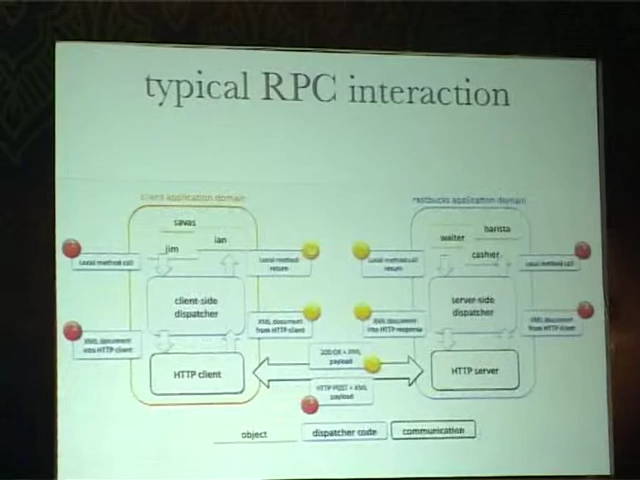 typical RPC interaction
client application domain
restbucks application domain
savas
ian
jim
barista
waiter
cashier
Local method call
Local method
return
Local method call
return
Local method call
client-side
dispatcher
server-side
dispatcher
XML document
into HTTP client
XML document
from HTTP client
XML document
into HTTP response
XML document
from HTTP client
HTTP client
200 OK + XML
payload
HTTP POST + XML
payload
HTTP server
object
dispatcher code
communication